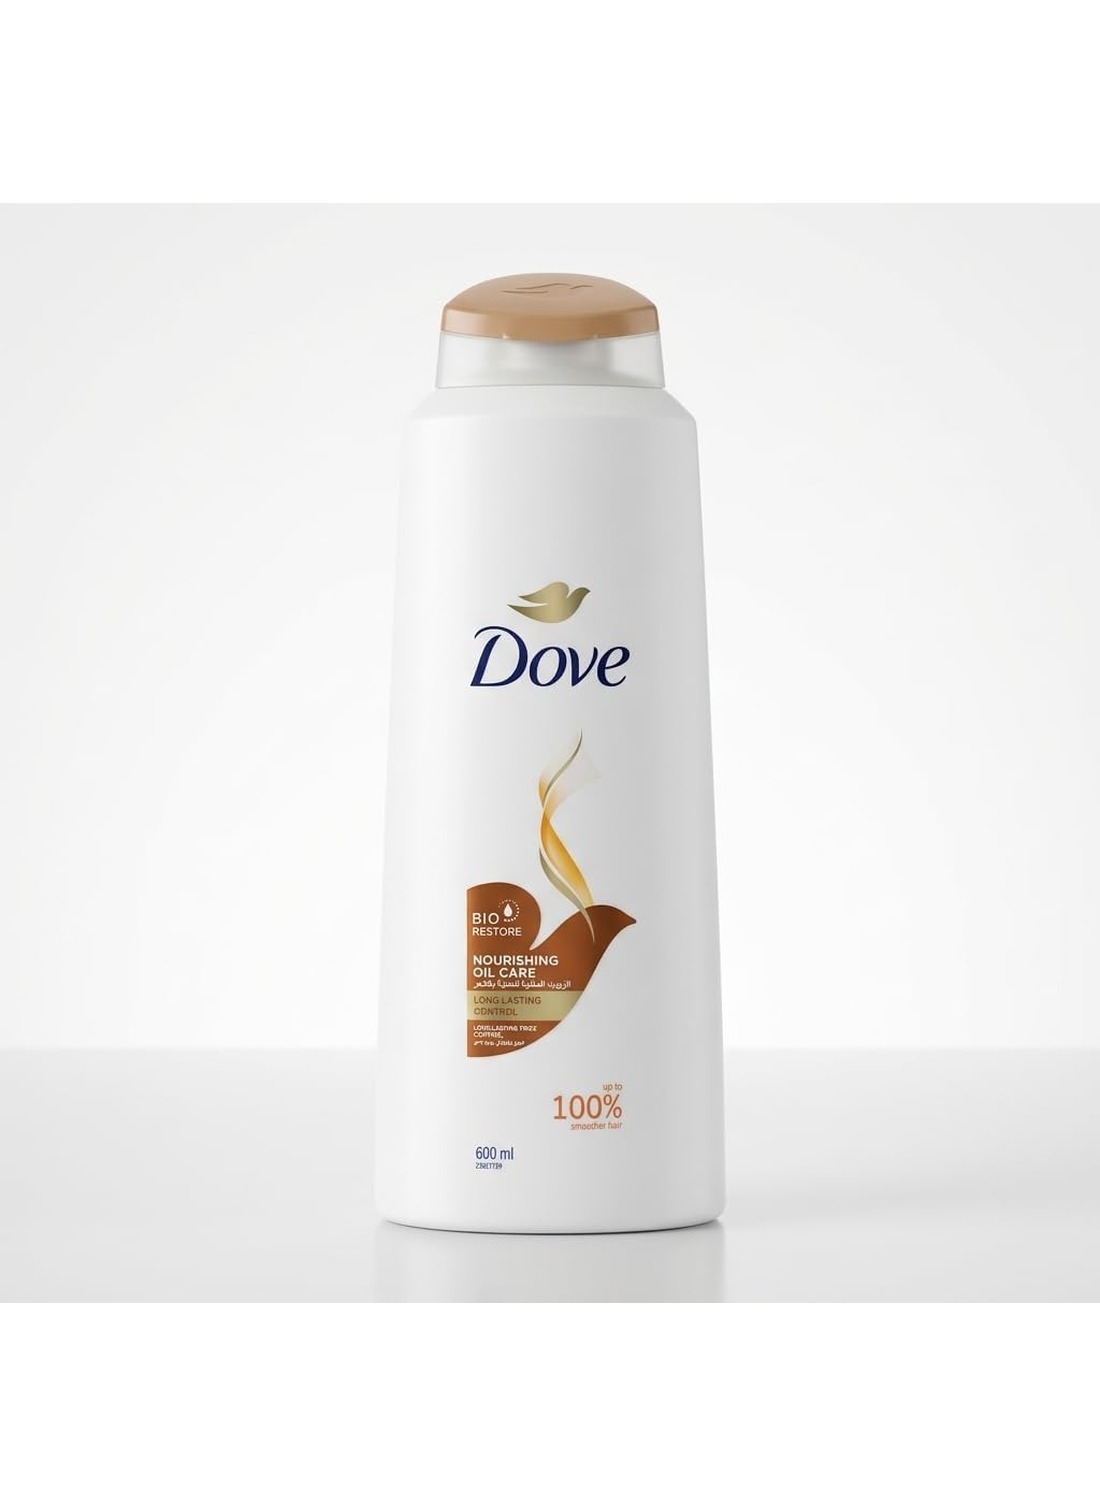 Dove
BIO
RESTORE
NOURISHING
OIL CARE
LONG LASTING
CONTROL
up to
100%
smoother hair
600 ml